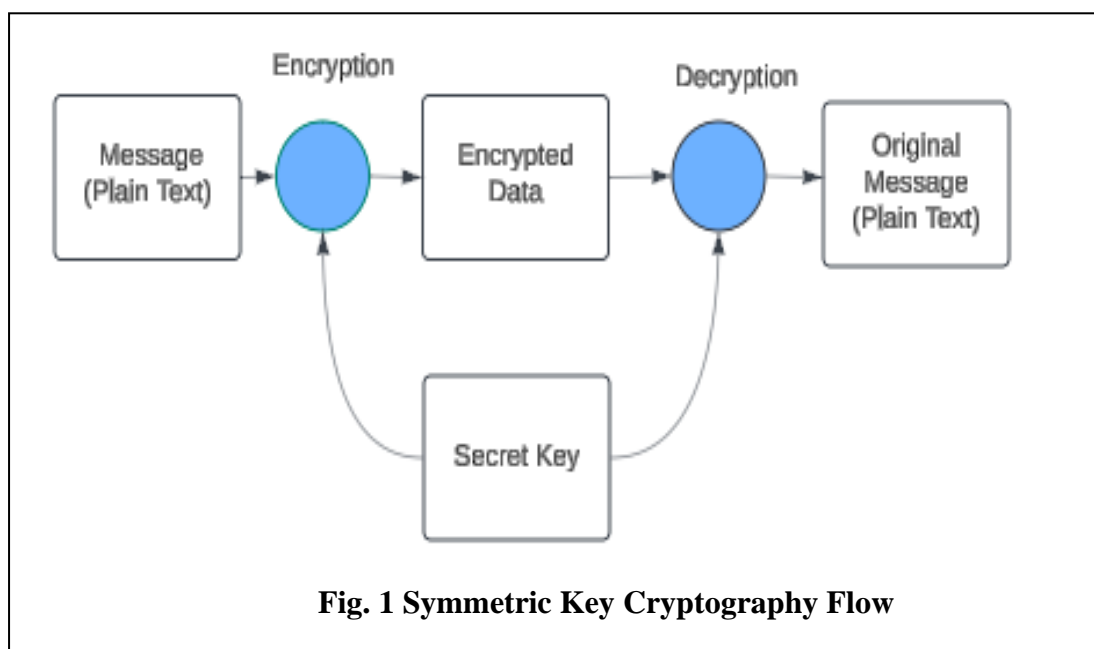 Encryption
Decryption
Message
(Plain Text)
Encrypted
Data
Original
Message
(Plain Text)
Secret Key
Fig. 1 Symmetric Key Cryptography Flow